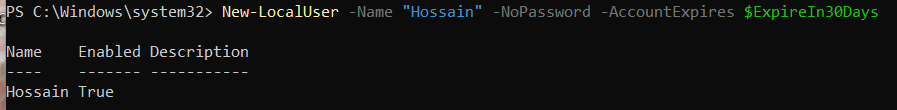 PS C:\Windows\system32> New-LocalUser -Name "Hossain" -NoPassword -AccountExpires $ExpireIn30Days
Name    Enabled Description
----    ------- -----------
Hossain True